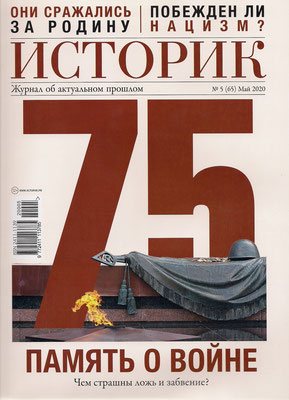 ОНИ СРАЖАЛИСЬ
ЗА РОДИНУ
ПОБЕЖДЕН ЛИ
НАЦИЗМ?
ИСТОРИК
Журнал об актуальном прошлом
№ 5 (65) Май 2020
75
ПАМЯТЬ О ВОЙНЕ
Чем страшны ложь и забвение?